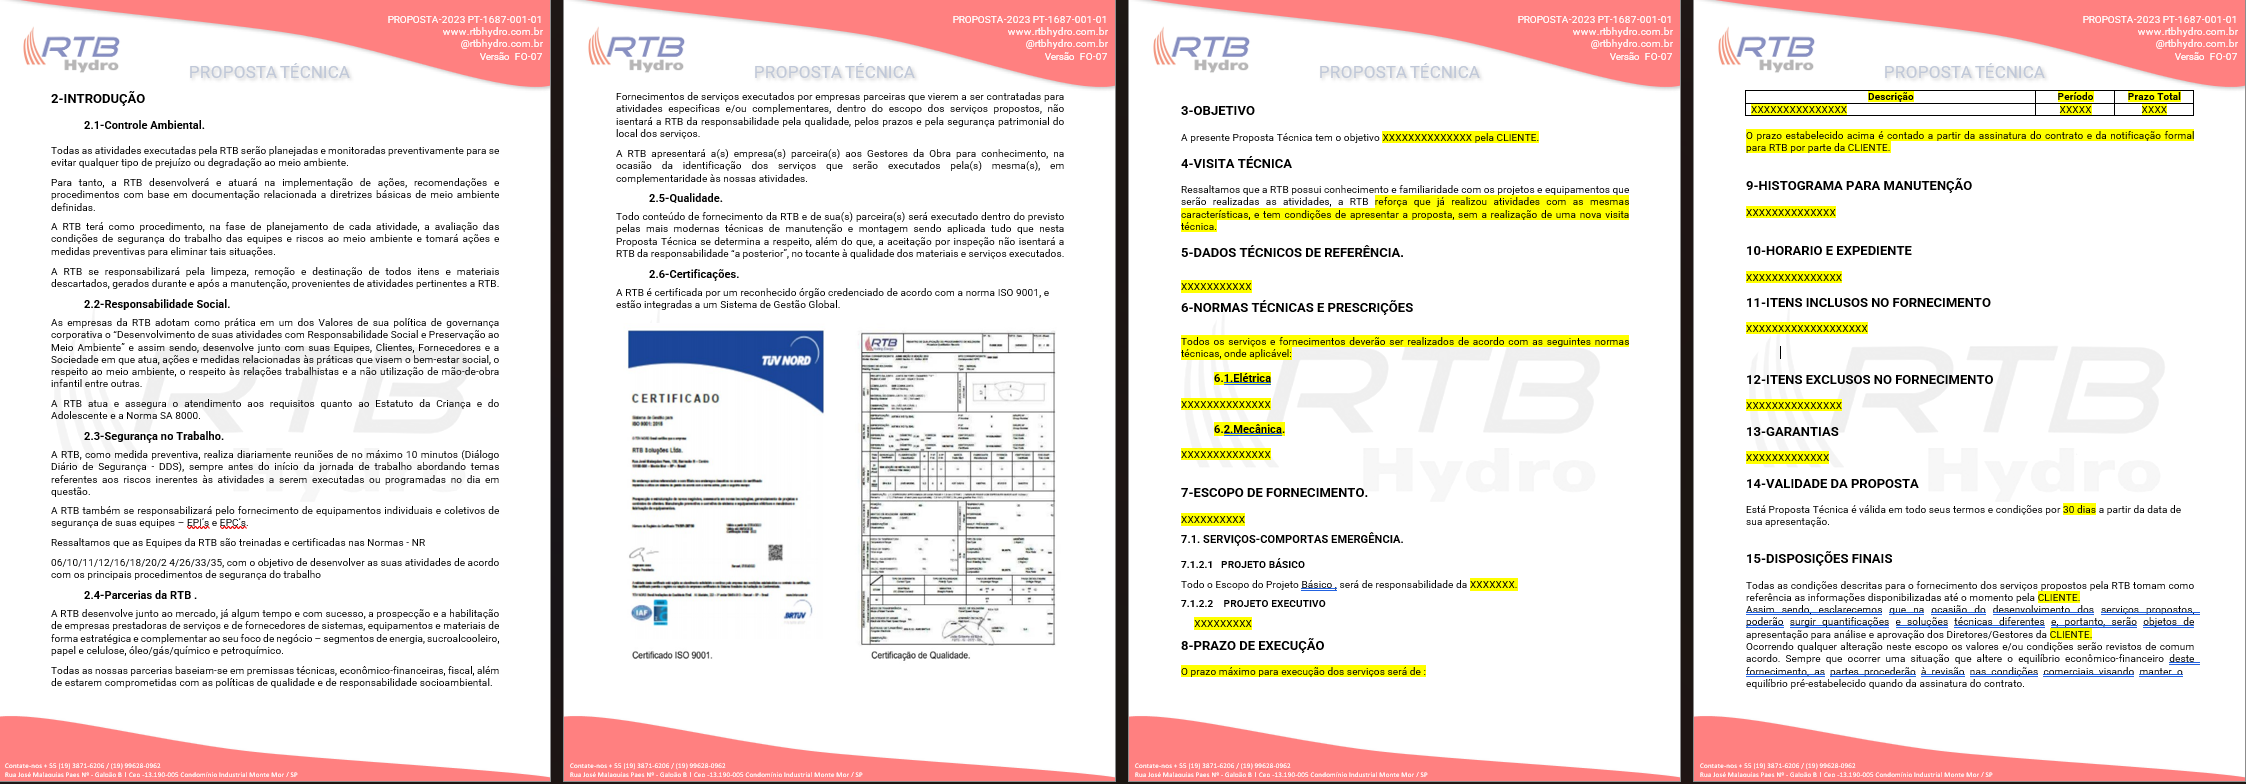 PROPOSTA-2023 PT-1687-001-01
www.rtbhydro.com.br
@rtbhydro.com.br
Versão FO-07
RTB
Hydro
PROPOSTA TÉCNICA
2-INTRODUÇÃO
2.1-Controle Ambiental.
Todas as atividades executadas pela RTB serão planejadas e monitoradas preventivamente para se
evitar qualquer tipo de prejuízo ou degradação ao meio ambiente.
Para tanto, a RTB desenvolverá e atuará na implementação de ações, recomendações e
procedimentos com base em documentação relacionada a diretrizes básicas de meio ambiente
definidas.
A RTB terá como procedimento, na fase de planejamento de cada atividade, a avaliação das
condições de segurança do trabalho das equipes e riscos ao meio ambiente e tomará ações e
medidas preventivas para eliminar tais situações.
A RTB se responsabilizará pela limpeza, remoção e destinação de todos itens e materiais
descartados, gerados durante e após a manutenção, provenientes de atividades pertinentes a RTB.
2.2-Responsabilidade Social.
As empresas da RTB adotam como prática em um dos Valores de sua política de governança
corporativa o “Desenvolvimento de suas atividades com Responsabilidade Social e Preservação ao
Meio Ambiente” e assim sendo, desenvolve junto com suas Equipes, Clientes, Fornecedores e a
Sociedade em que atua, ações e medidas relacionadas às práticas que visem o bem-estar social, o
respeito ao meio ambiente, o respeito às relações trabalhistas e a não utilização de mão-de-obra
infantil entre outras.
A RTB atua e assegura o atendimento aos requisitos quanto ao Estatuto da Criança e do
Adolescente e a Norma SA 8000.
2.3-Segurança no Trabalho.
A RTB, como medida preventiva, realiza diariamente reuniões de no máximo 10 minutos (Diálogo
Diário de Segurança - DDS), sempre antes do início da jornada de trabalho abordando temas
referentes aos riscos inerentes às atividades a serem executadas ou programadas no dia em
questão.
A RTB também se responsabilizará pelo fornecimento de equipamentos individuais e coletivos de
segurança de suas equipes – EPI´s e EPC´s.
Ressaltamos que as Equipes da RTB são treinadas e certificadas nas Normas - NR
06/10/11/12/16/18/20/2 4/26/33/35, com o objetivo de desenvolver as suas atividades de acordo
com os principais procedimentos de segurança do trabalho
2.4-Parcerias da RTB .
A RTB desenvolve junto ao mercado, já algum tempo e com sucesso, a prospecção e a habilitação
de empresas prestadoras de serviços e de fornecedores de sistemas, equipamentos e materiais de
forma estratégica e complementar ao seu foco de negócio – segmentos de energia, sucroalcooleiro,
papel e celulose, óleo/gás/químico e petroquímico.
Todas as nossas parcerias baseiam-se em premissas técnicas, econômico-financeiras, fiscal, além
de estarem comprometidas com as políticas de qualidade e de responsabilidade socioambiental.
Contate-nos + 55 (19) 3871-6206 / (19) 99628-0962
Rua José Malaquias Paes Nº - Galpão B | Cep -13.190-005 Condomínio Industrial Monte Mor / SP
PROPOSTA-2023 PT-1687-001-01
www.rtbhydro.com.br
@rtbhydro.com.br
Versão FO-07
RTB
Hydro
PROPOSTA TÉCNICA
Fornecimentos de serviços executados por empresas parceiras que vierem a ser contratadas para
atividades especificas e/ou complementares, dentro do escopo dos serviços propostos, não
isentará a RTB da responsabilidade pela qualidade, pelos prazos e pela segurança patrimonial do
local dos serviços.
A RTB apresentará a(s) empresa(s) parceira(s) aos Gestores da Obra para conhecimento, na
ocasião da identificação dos serviços que serão executados pela(s) mesma(s), em
complementaridade às nossas atividades.
2.5-Qualidade.
Todo conteúdo de fornecimento da RTB e de sua(s) parceira(s) será executado dentro do previsto
pelas mais modernas técnicas de manutenção e montagem sendo aplicada tudo que nesta
Proposta Técnica se determina a respeito, além do que, a aceitação por inspeção não isentará a
RTB da responsabilidade “a posterior”, no tocante à qualidade dos materiais e serviços executados.
2.6-Certificações.
A RTB é certificada por um reconhecido órgão credenciado de acordo com a norma ISO 9001, e
estão integradas a um Sistema de Gestão Global.
TÜV NORD
CERTIFICADO
ISO 9001: 2015
RTB Soluções Ltda.
IAF
BRTÜV
RTB
Certificado ISO 9001.
Certificação de Qualidade.
Contate-nos + 55 (19) 3871-6206 / (19) 99628-0962
Rua José Malaquias Paes Nº - Galpão B | Cep -13.190-005 Condomínio Industrial Monte Mor / SP
PROPOSTA-2023 PT-1687-001-01
www.rtbhydro.com.br
@rtbhydro.com.br
Versão FO-07
RTB
Hydro
PROPOSTA TÉCNICA
3-OBJETIVO
A presente Proposta Técnica tem o objetivo XXXXXXXXXXXXXX pela CLIENTE.
4-VISITA TÉCNICA
Ressaltamos que a RTB possui conhecimento e familiaridade com os projetos e equipamentos que
serão realizadas as atividades, a RTB reforça que já realizou atividades com as mesmas
características, e tem condições de apresentar a proposta, sem a realização de uma nova visita
técnica.
5-DADOS TÉCNICOS DE REFERÊNCIA.
XXXXXXXXXXX
6-NORMAS TÉCNICAS E PRESCRIÇÕES
Todos os serviços e fornecimentos deverão ser realizados de acordo com as seguintes normas
técnicas, onde aplicável:
6.1.Elétrica
XXXXXXXXXXXXXX
6.2.Mecânica.
XXXXXXXXXXXXXX
7-ESCOPO DE FORNECIMENTO.
XXXXXXXXXX
7.1. SERVIÇOS-COMPORTAS EMERGÊNCIA.
7.1.2.1 PROJETO BÁSICO
Todo o Escopo do Projeto Básico , será de responsabilidade da XXXXXXX.
7.1.2.2 PROJETO EXECUTIVO
XXXXXXXXX
8-PRAZO DE EXECUÇÃO
O prazo máximo para execução dos serviços será de :
RTB
Hydro
Contate-nos + 55 (19) 3871-6206 / (19) 99628-0962
Rua José Malaquias Paes Nº - Galpão B | Cep -13.190-005 Condomínio Industrial Monte Mor / SP
PROPOSTA-2023 PT-1687-001-01
www.rtbhydro.com.br
@rtbhydro.com.br
Versão FO-07
RTB
Hydro
PROPOSTA TÉCNICA
Descrição Período Prazo Total
XXXXXXXXXXXXXXX XXXXX XXXX
O prazo estabelecido acima é contado a partir da assinatura do contrato e da notificação formal
para RTB por parte da CLIENTE.
9-HISTOGRAMA PARA MANUTENÇÃO
XXXXXXXXXXXXXX
10-HORARIO E EXPEDIENTE
XXXXXXXXXXXXXXX
11-ITENS INCLUSOS NO FORNECIMENTO
XXXXXXXXXXXXXXXXXXX
12-ITENS EXCLUSOS NO FORNECIMENTO
XXXXXXXXXXXXXXX
13-GARANTIAS
XXXXXXXXXXXXX
14-VALIDADE DA PROPOSTA
Está Proposta Técnica é válida em todo seus termos e condições por 30 dias a partir da data de
sua apresentação.
15-DISPOSIÇÕES FINAIS
Todas as condições descritas para o fornecimento dos serviços propostos pela RTB tomam como
referência as informações disponibilizadas até o momento pela CLIENTE.
Assim sendo, esclarecemos que na ocasião do desenvolvimento dos serviços propostos,
poderão surgir quantificações e soluções técnicas diferentes e, portanto, serão objetos de
apresentação para análise e aprovação dos Diretores/Gestores da CLIENTE.
Ocorrendo qualquer alteração neste escopo os valores e/ou condições serão revistos de comum
acordo. Sempre que ocorrer uma situação que altere o equilíbrio econômico-financeiro deste
fornecimento, as partes procederão à revisão nas condições comerciais visando manter o
equilíbrio pré-estabelecido quando da assinatura do contrato.
RTB
Hydro
Contate-nos + 55 (19) 3871-6206 / (19) 99628-0962
Rua José Malaquias Paes Nº - Galpão B | Cep -13.190-005 Condomínio Industrial Monte Mor / SP